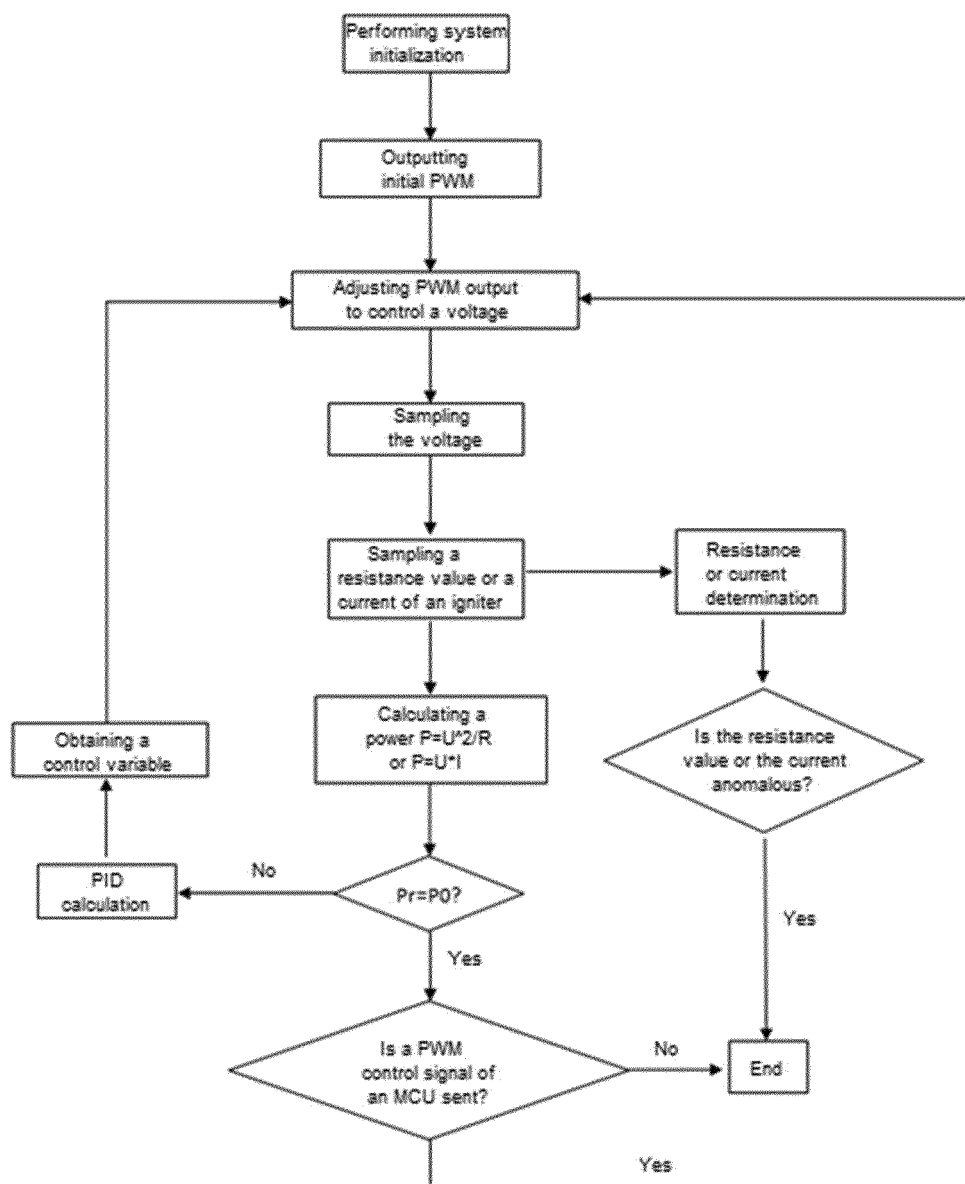 Performing system
initialization
Outputting
initial PWM
Adjusting PWM output
to control a voltage
Sampling
the voltage
Sampling a
resistance value or a
current of an igniter
Resistance
or current
determination
Calculating a
power P=U^2/R
or P=U*I
Is the resistance
value or the current
anomalous?
Obtaining a
control variable
PID
calculation
No
Pr=P0?
Yes
Yes
Is a PWM
control signal of
an MCU sent?
No
End
Yes